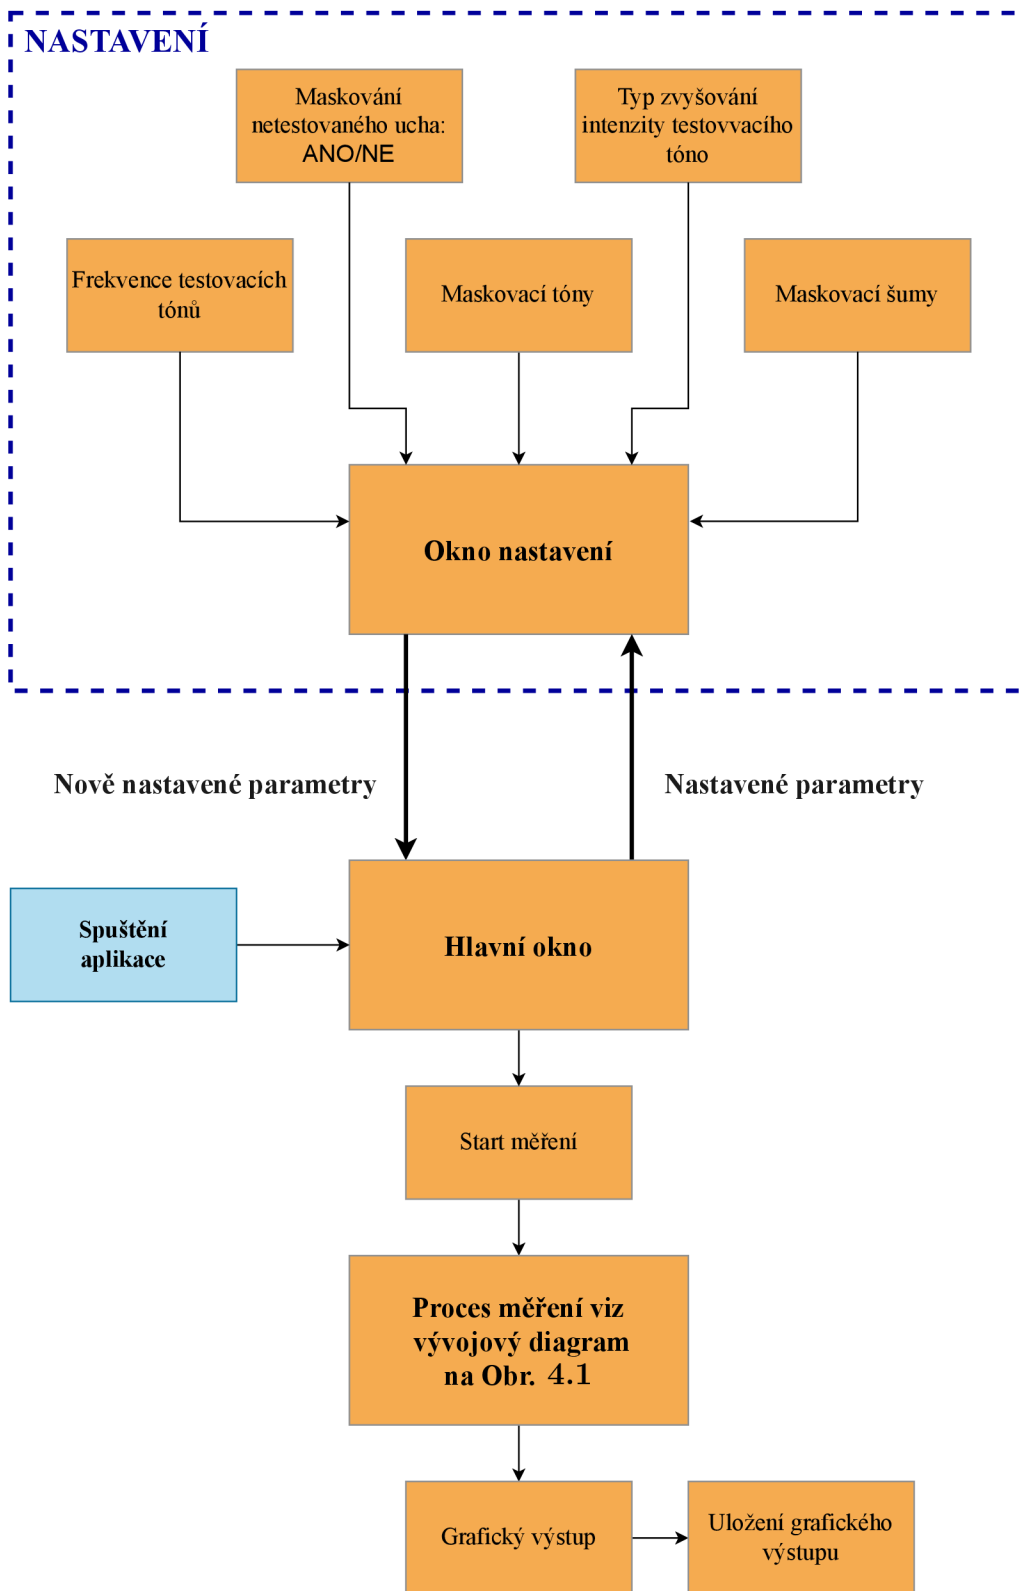 NASTAVENÍ
Maskování
netestovaného ucha:
ANO/NE
Typ zvyšování
intenzity testovvacího
tóno
Frekvence testovacích
tónů
Maskovací tóny
Maskovací šumy
Okno nastavení
Nově nastavené parametry
Nastavené parametry
Spuštění
aplikace
Hlavní okno
Start měření
Proces měření viz
vývojový diagram
na Obr. 4.1
Grafický výstup
Uložení grafického
výstupu